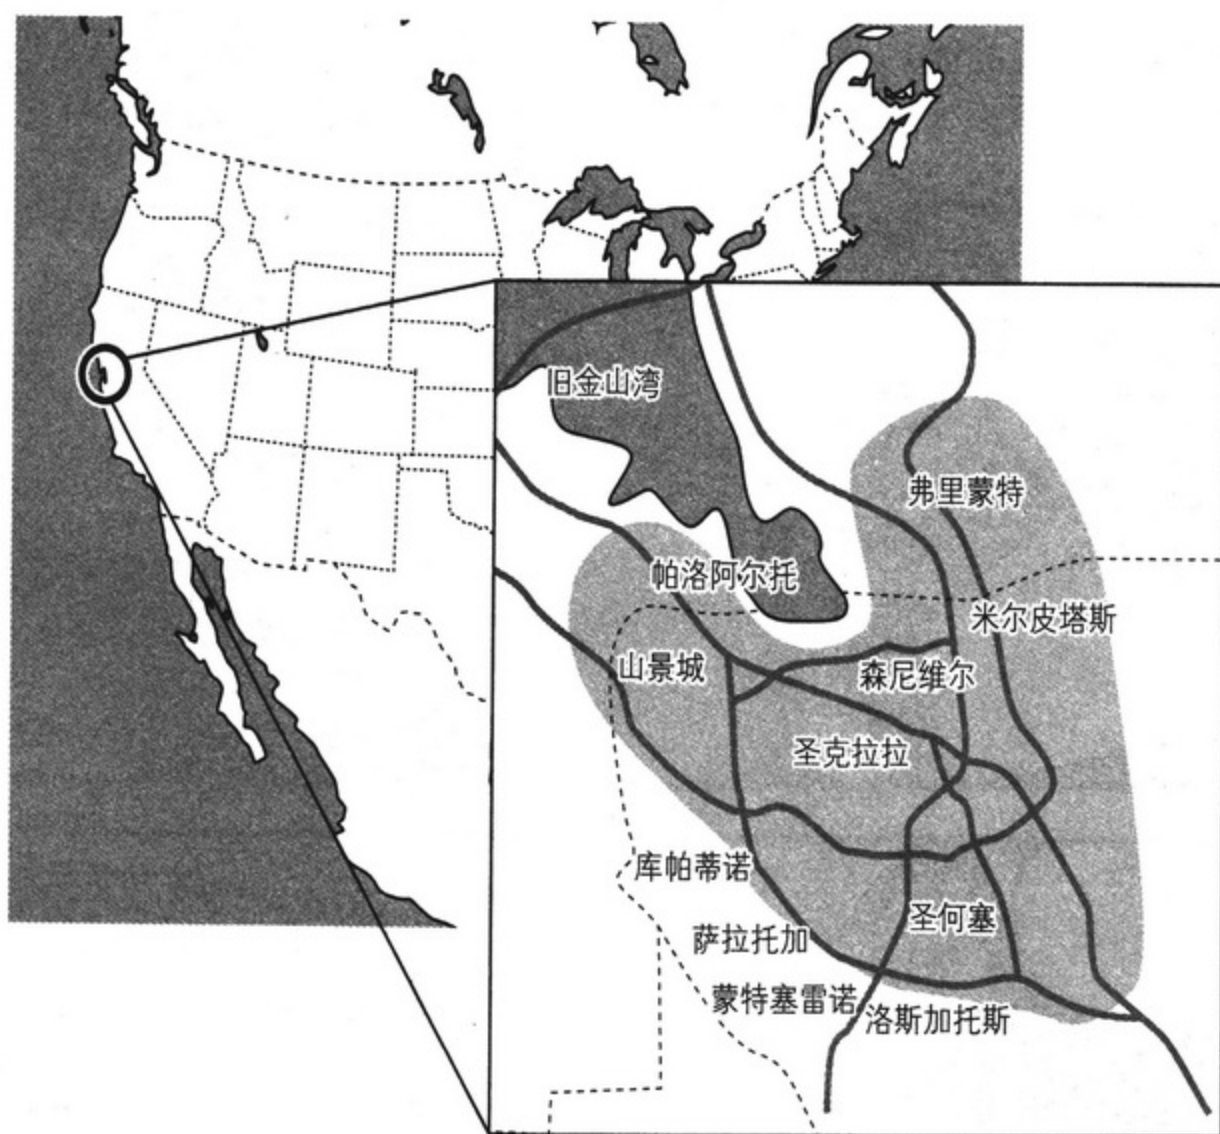 旧金山湾
弗里蒙特
帕洛阿尔托
米尔皮塔斯
山景城
森尼维尔
圣克拉拉
库帕蒂诺
圣何塞
萨拉托加
蒙特塞雷诺
洛斯加托斯